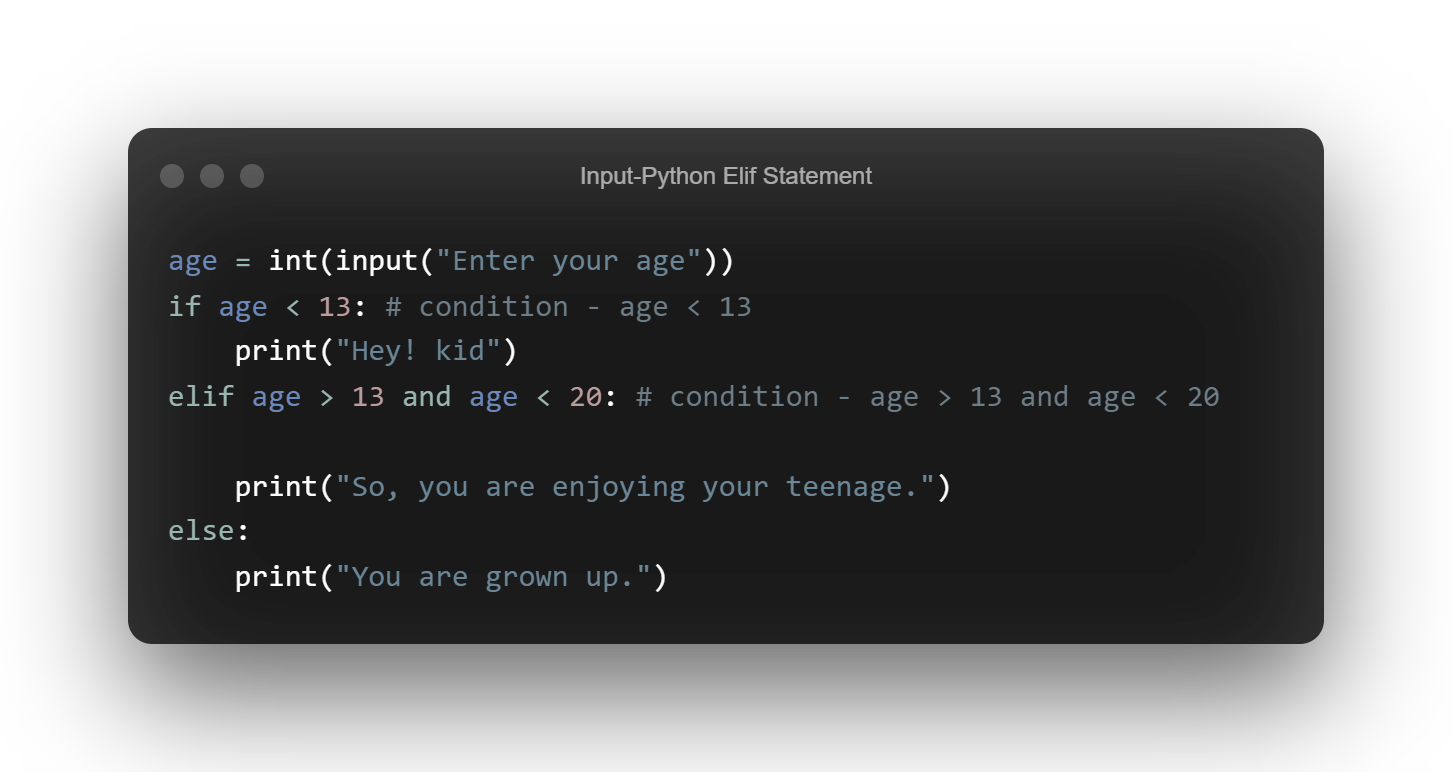 Input-Python Elif Statement
age = int(input("Enter your age"))
if age < 13: # condition - age < 13
    print("Hey! kid")
elif age > 13 and age < 20: # condition - age > 13 and age < 20
    print("So, you are enjoying your teenage.")
else:
    print("You are grown up.")